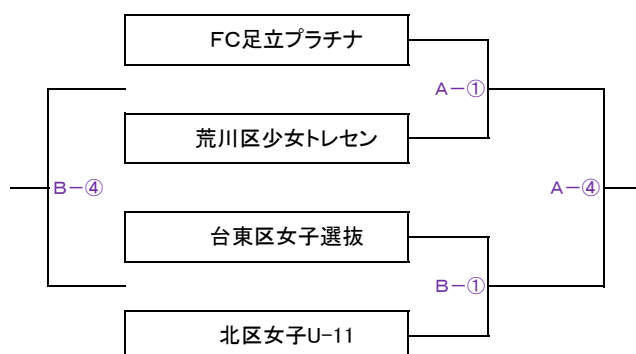 FC足立プラチナ
A－①
荒川区少女トレセン
B－④
A－④
台東区女子選抜
B－①
北区女子U-11